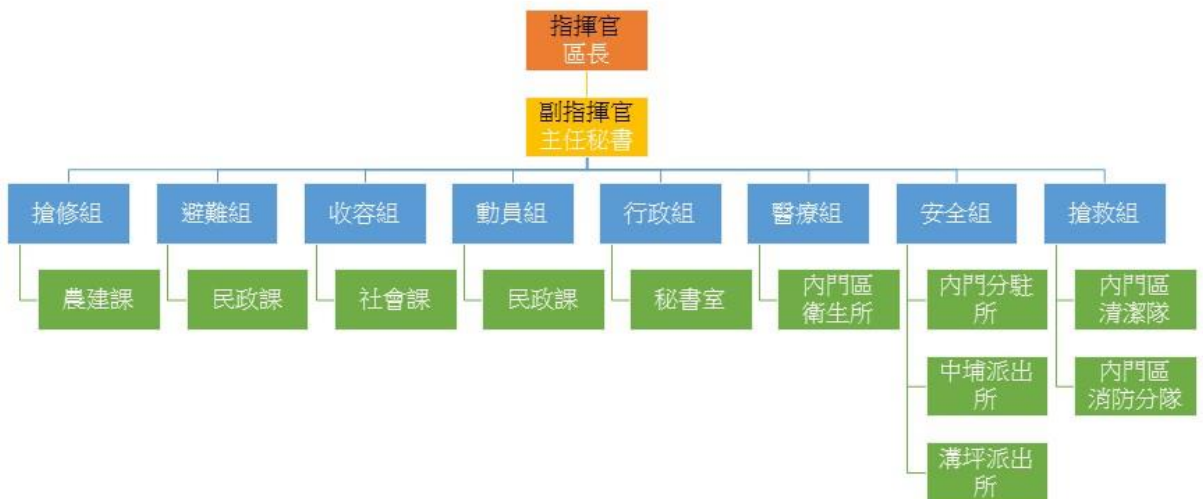 指揮官
區長
副指揮官
主任秘書
搶修組
避難組
收容組
動員組
行政組
醫療組
安全組
搶救組
農建課
民政課
社會課
民政課
秘書室
內門區
衛生所
內門分駐
所
內門區
清潔隊
中埔派出
所
內門區
消防分隊
溝坪派出
所